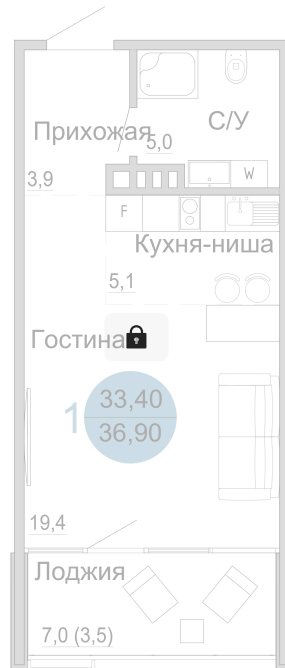 С/У
Прихожая
5,0
3,9
W
F
Кухня-ниша
5,1
Гостина
1
33,40
36,90
19,4
Лоджия
7,0 (3,5)